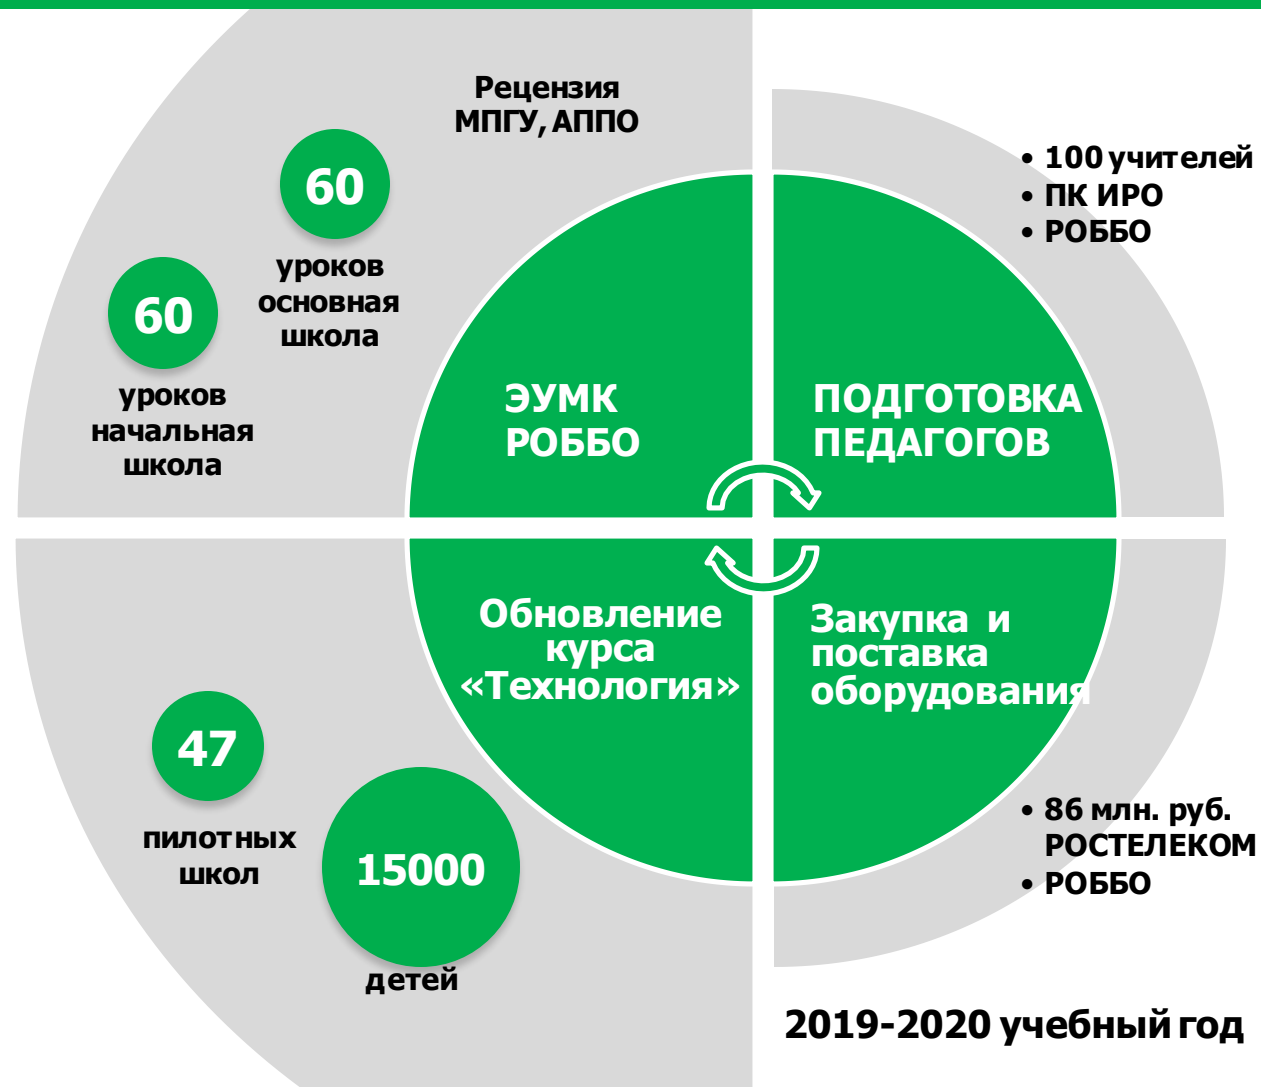 Рецензия
МПГУ, АППО
60
уроков
основная
школа
60
уроков
начальная
школа
ЭУМК
РОББО
ПОДГОТОВКА
ПЕДАГОГОВ
• 100 учителей
• ПК ИРО
• РОББО
Обновление
курса
«Технология»
Закупка и
поставка
оборудования
47
пилотных
школ
15000
детей
• 86 млн. руб.
РОСТЕЛЕКОМ
• РОББО
2019-2020 учебный год